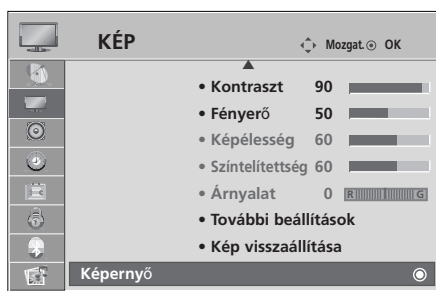 KÉP Mozgat. OK
• Kontraszt 90
• Fényerő 50
• Képélesség 60
• Színtelítettség 60
• Árnyalat 0 R G
• További beállítások
• Kép visszaállítása
Képernyő